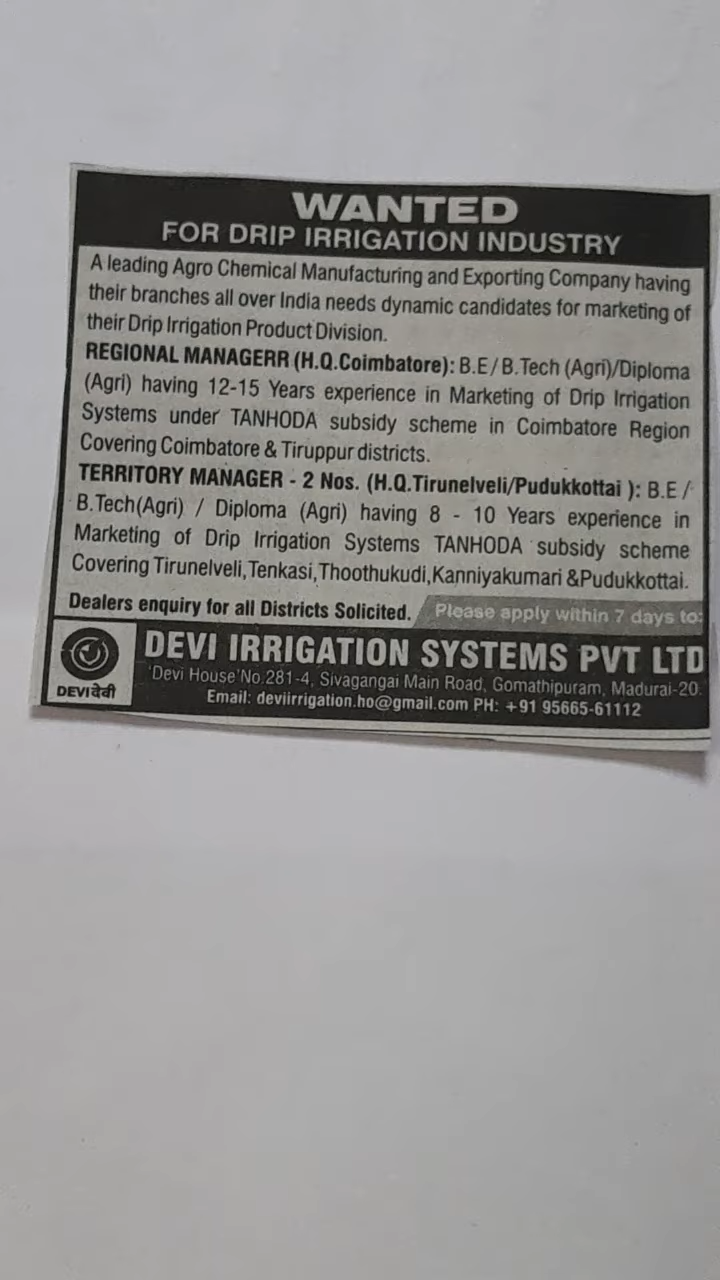 WANTED
FOR DRIP IRRIGATION INDUSTRY
A leading Agro Chemical Manufacturing and Exporting Company having
their branches all over India needs dynamic candidates for marketing of
their Drip Irrigation Product Division.
REGIONAL MANAGERR (H.Q.Coimbatore): B.E/B.Tech (Agri)/Diploma
(Agri) having 12-15 Years experience in Marketing of Drip Irrigation
Systems under TANHODA subsidy scheme in Coimbatore Region
Covering Coimbatore & Tiruppur districts.
TERRITORY MANAGER - 2 Nos. (H.Q.Tirunelveli/Pudukkottai ): B.E /
B.Tech(Agri) / Diploma (Agri) having 8 - 10 Years experience in
Marketing of Drip Irrigation Systems TANHODA subsidy scheme
Covering Tirunelveli,Tenkasi,Thoothukudi,Kanniyakumari &Pudukkottai.
Dealers enquiry for all Districts Solicited. Please apply within 7 days to:
DEVI IRRIGATION SYSTEMS PVT LTD
'Devi House'No.281-4, Sivagangai Main Road, Gomathipuram, Madurai-20.
DEVI देवी
Email: deviirrigation.ho@gmail.com PH: +91 95665-61112